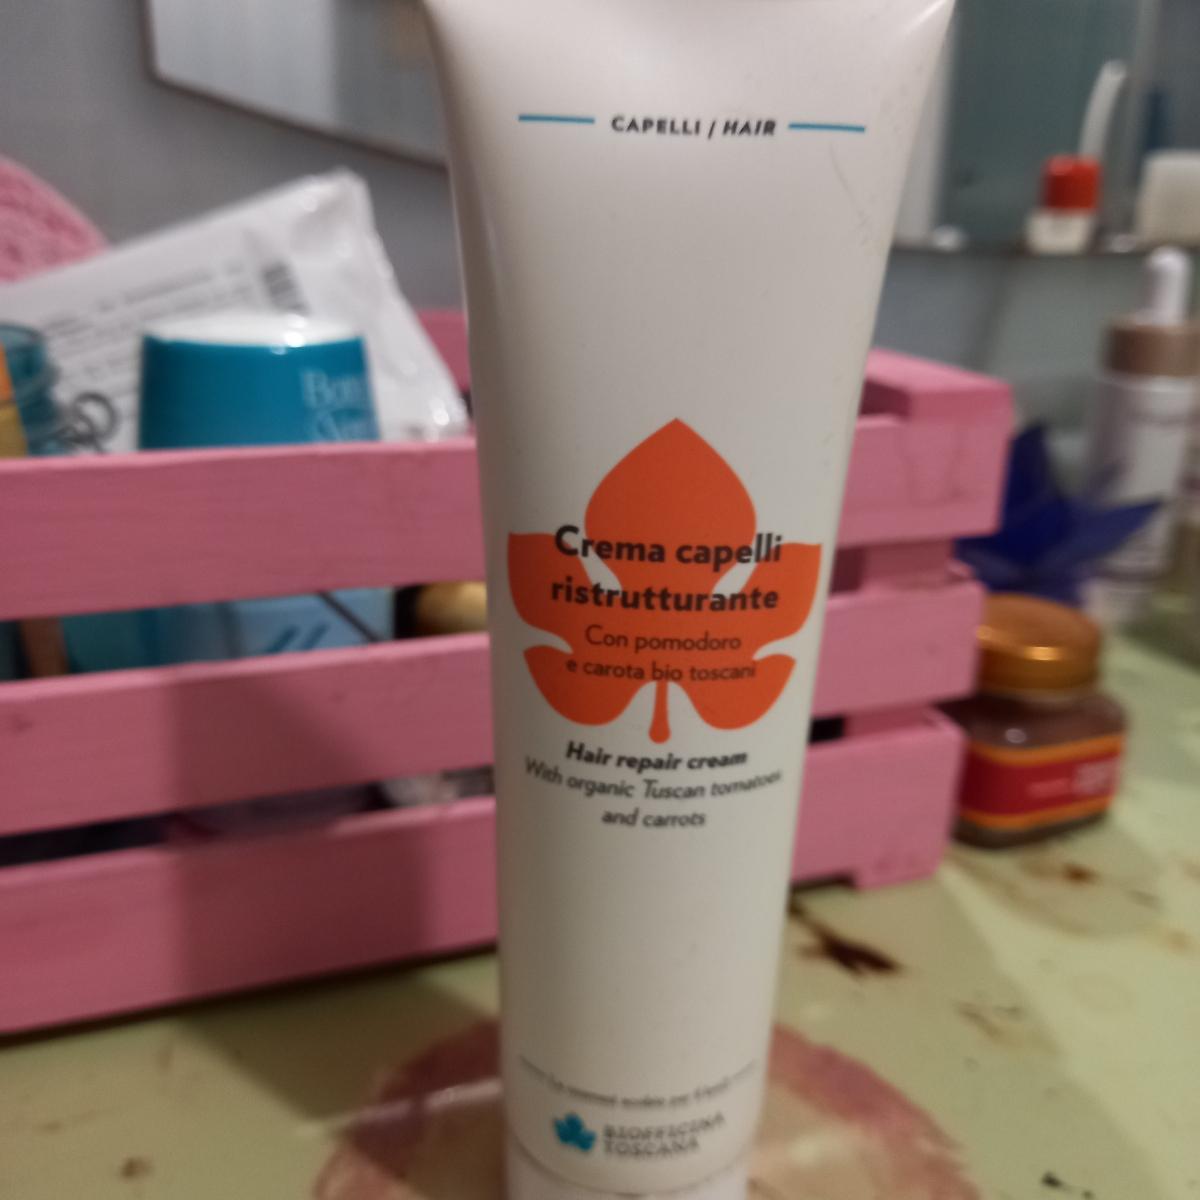 CAPELLI / HAIR
Crema capelli
ristrutturante
Con pomodoro
e carota bio toscani
Hair repair cream
With organic Tuscan tomatoes
and carrots
BIOFFICINA
TOSCANA